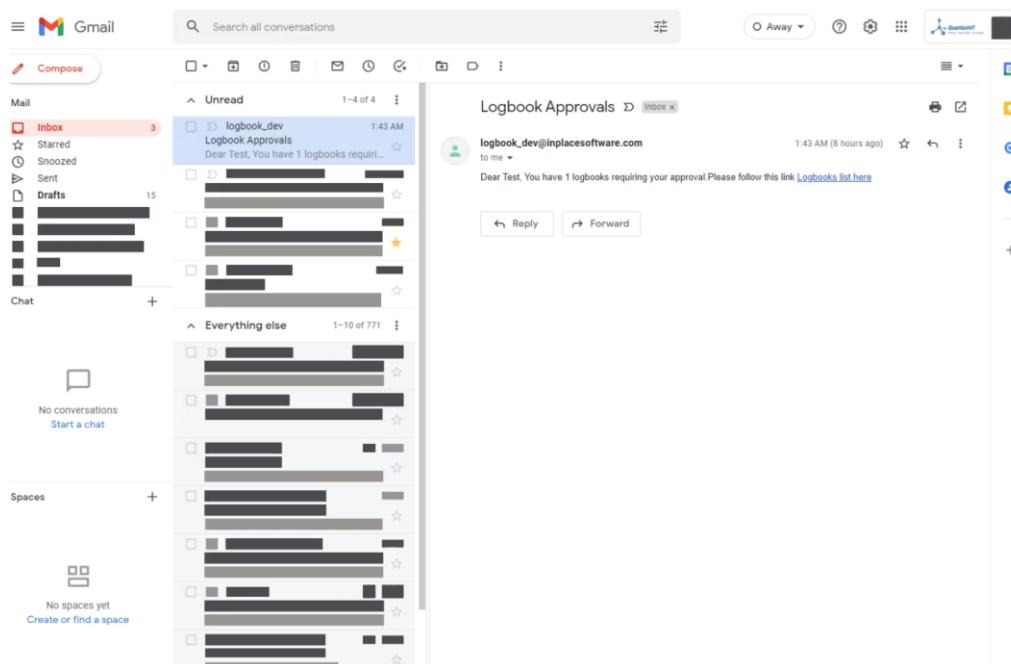 Gmail
Search all conversations
Away
QuantumIT
Compose
Mail
Inbox 3
Starred
Snoozed
Sent
Drafts 15
Chat
No conversations
Start a chat
Spaces
No spaces yet
Create or find a space
Unread 1–4 of 4
logbook_dev 1:43 AM
Logbook Approvals
Dear Test, You have 1 logbooks requiri...
Everything else 1–10 of 771
Logbook Approvals Inbox x
logbook_dev@inplacesoftware.com 1:43 AM (8 hours ago)
to me
Dear Test, You have 1 logbooks requiring your approval.Please follow this link Logbooks list here
Reply Forward